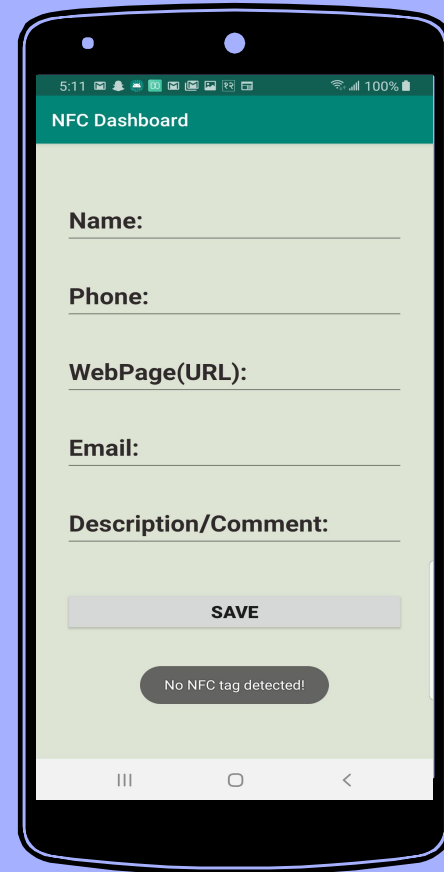 5:11 100%
NFC Dashboard
Name:
Phone:
WebPage(URL):
Email:
Description/Comment:
SAVE
No NFC tag detected!